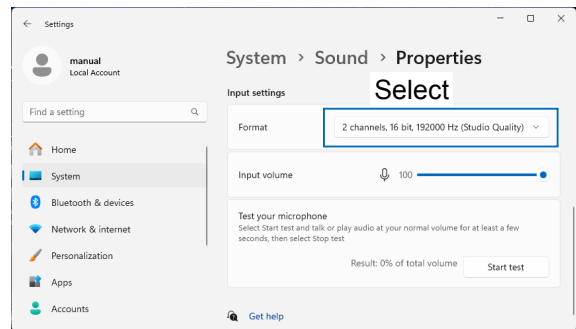 Settings
manual
Local Account
Find a setting
Home
System
Bluetooth & devices
Network & internet
Personalization
Apps
Accounts
System > Sound > Properties
Select
Input settings
Format
2 channels, 16 bit, 192000 Hz (Studio Quality)
Input volume
100
Test your microphone
Select Start test and talk or play audio at your normal volume for at least a few
seconds, then select Stop test
Result: 0% of total volume
Start test
Get help